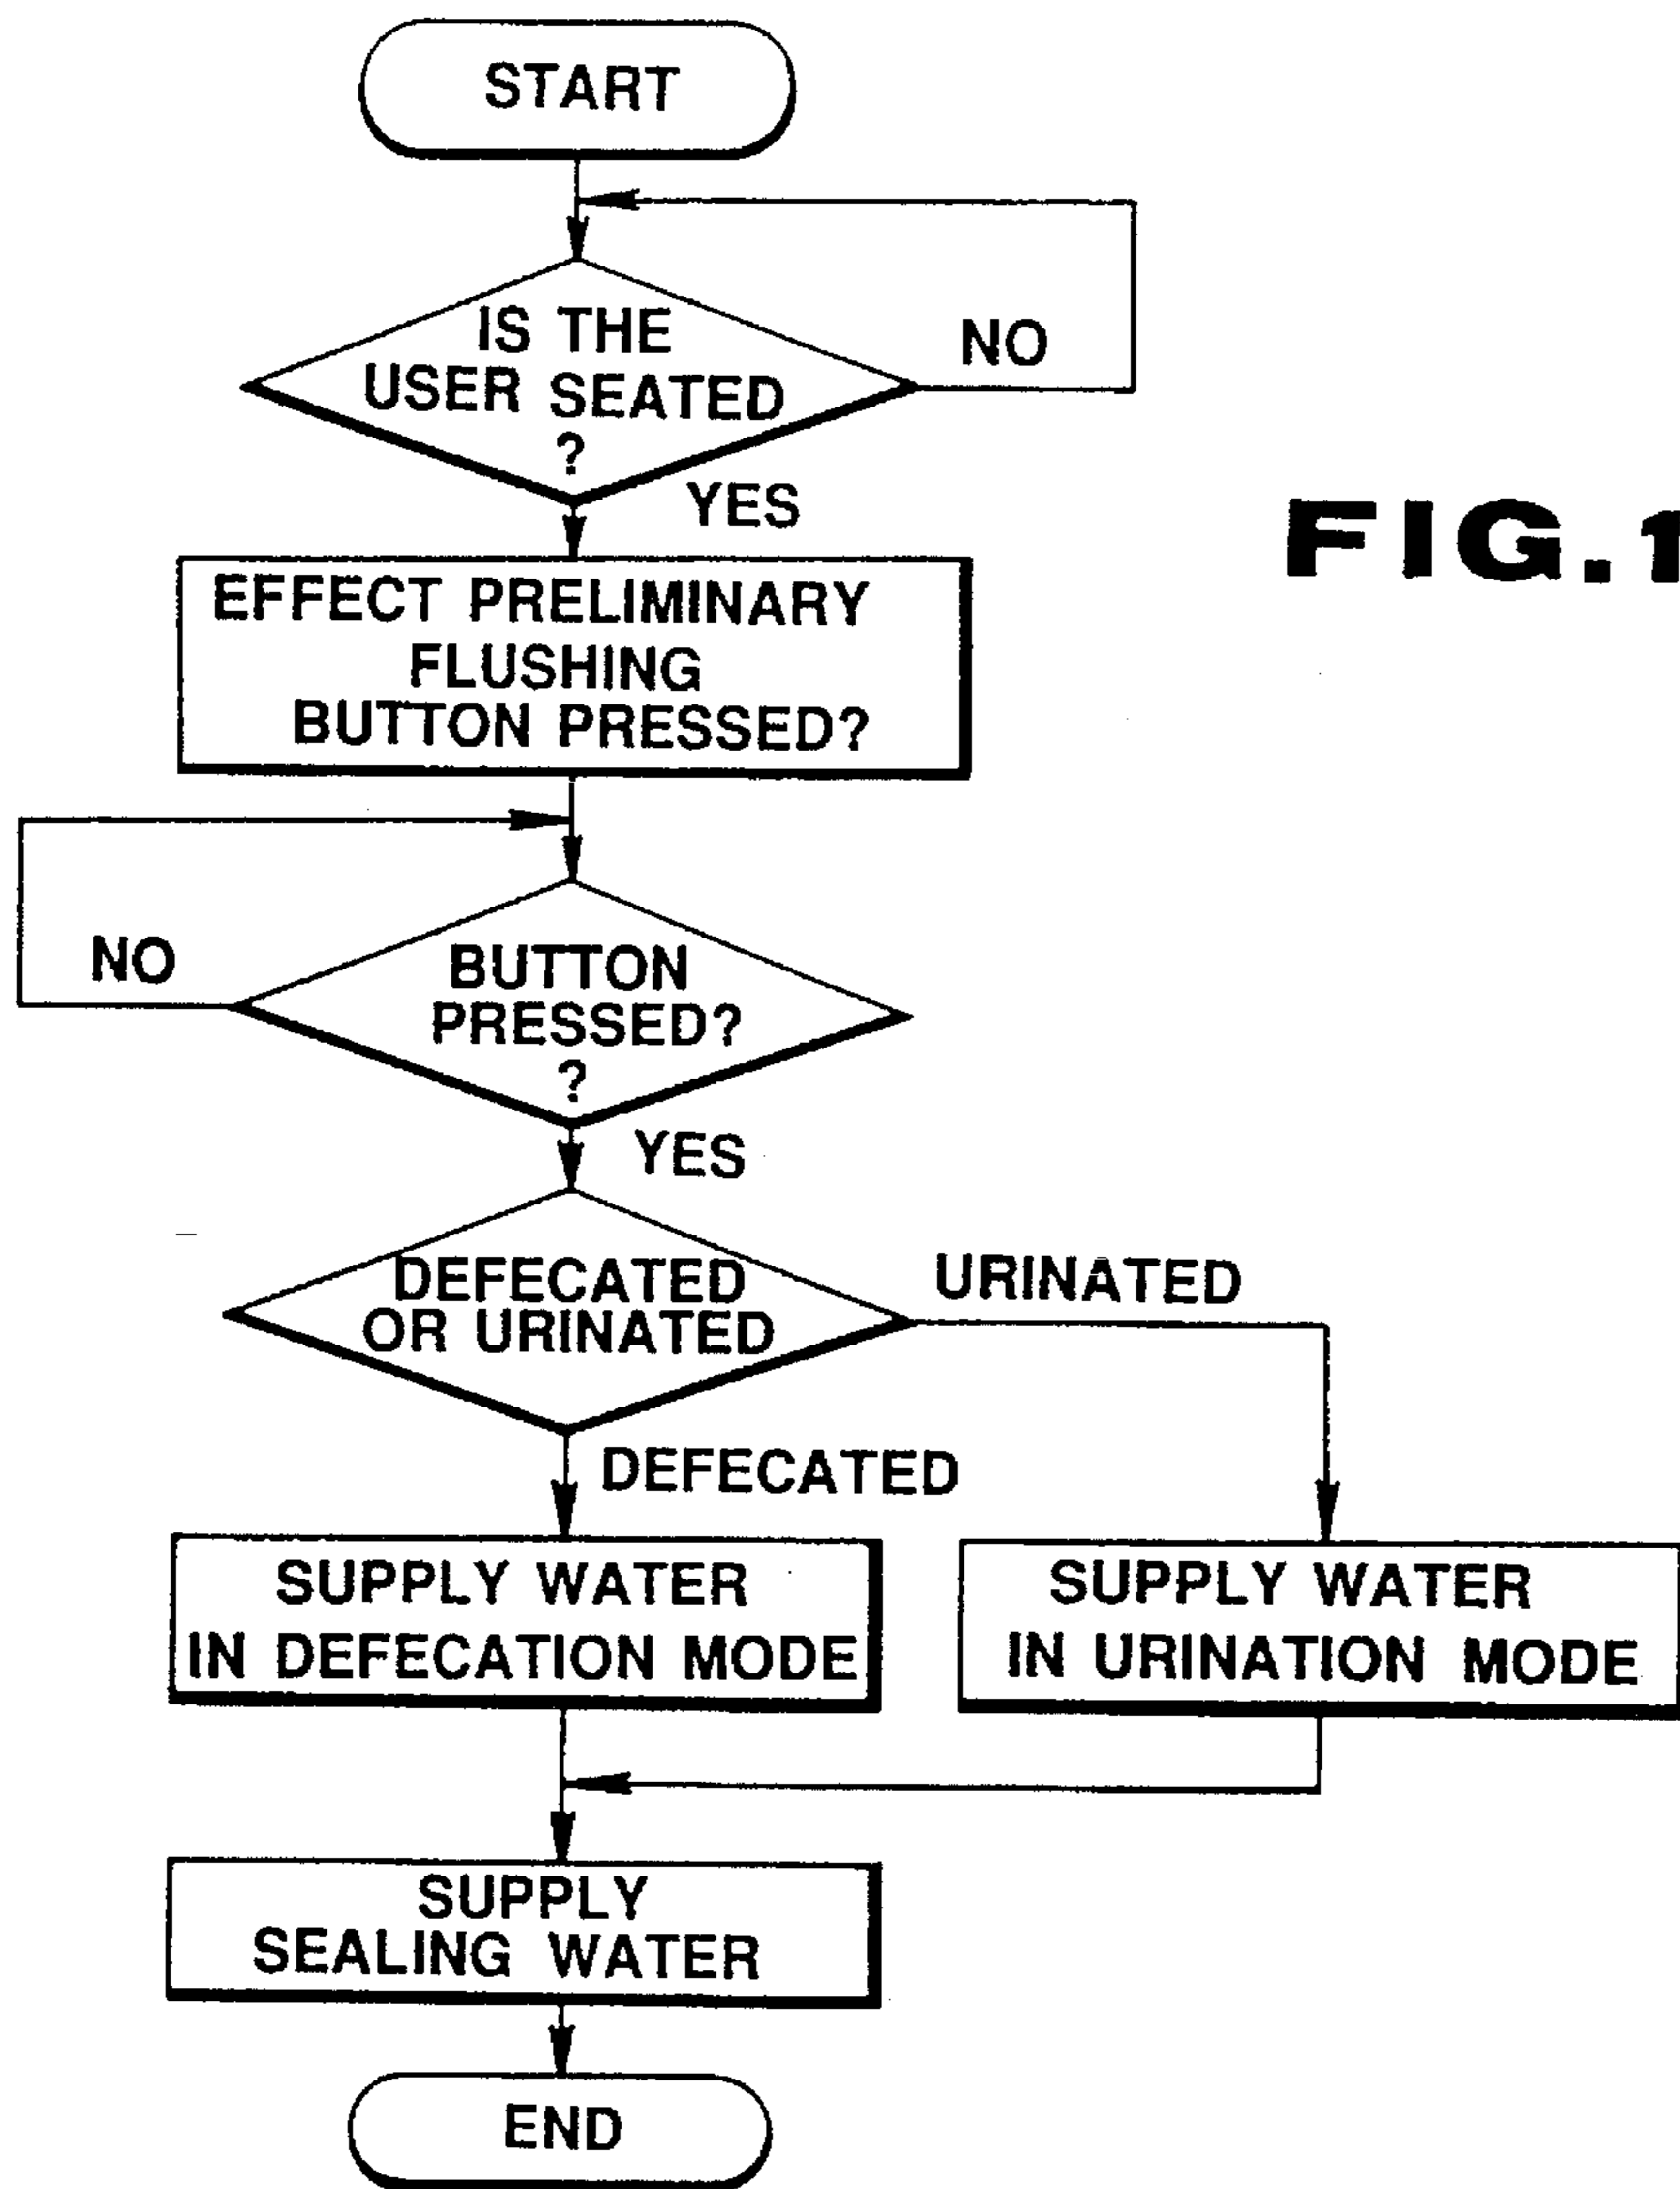 START
IS THE
USER SEATED
?
NO
YES
FIG.1
EFFECT PRELIMINARY
FLUSHING
BUTTON PRESSED?
NO
BUTTON
PRESSED?
?
YES
DEFECATED
OR URINATED
URINATED
DEFECATED
SUPPLY WATER
IN DEFECATION MODE
SUPPLY WATER
IN URINATION MODE
SUPPLY
SEALING WATER
END